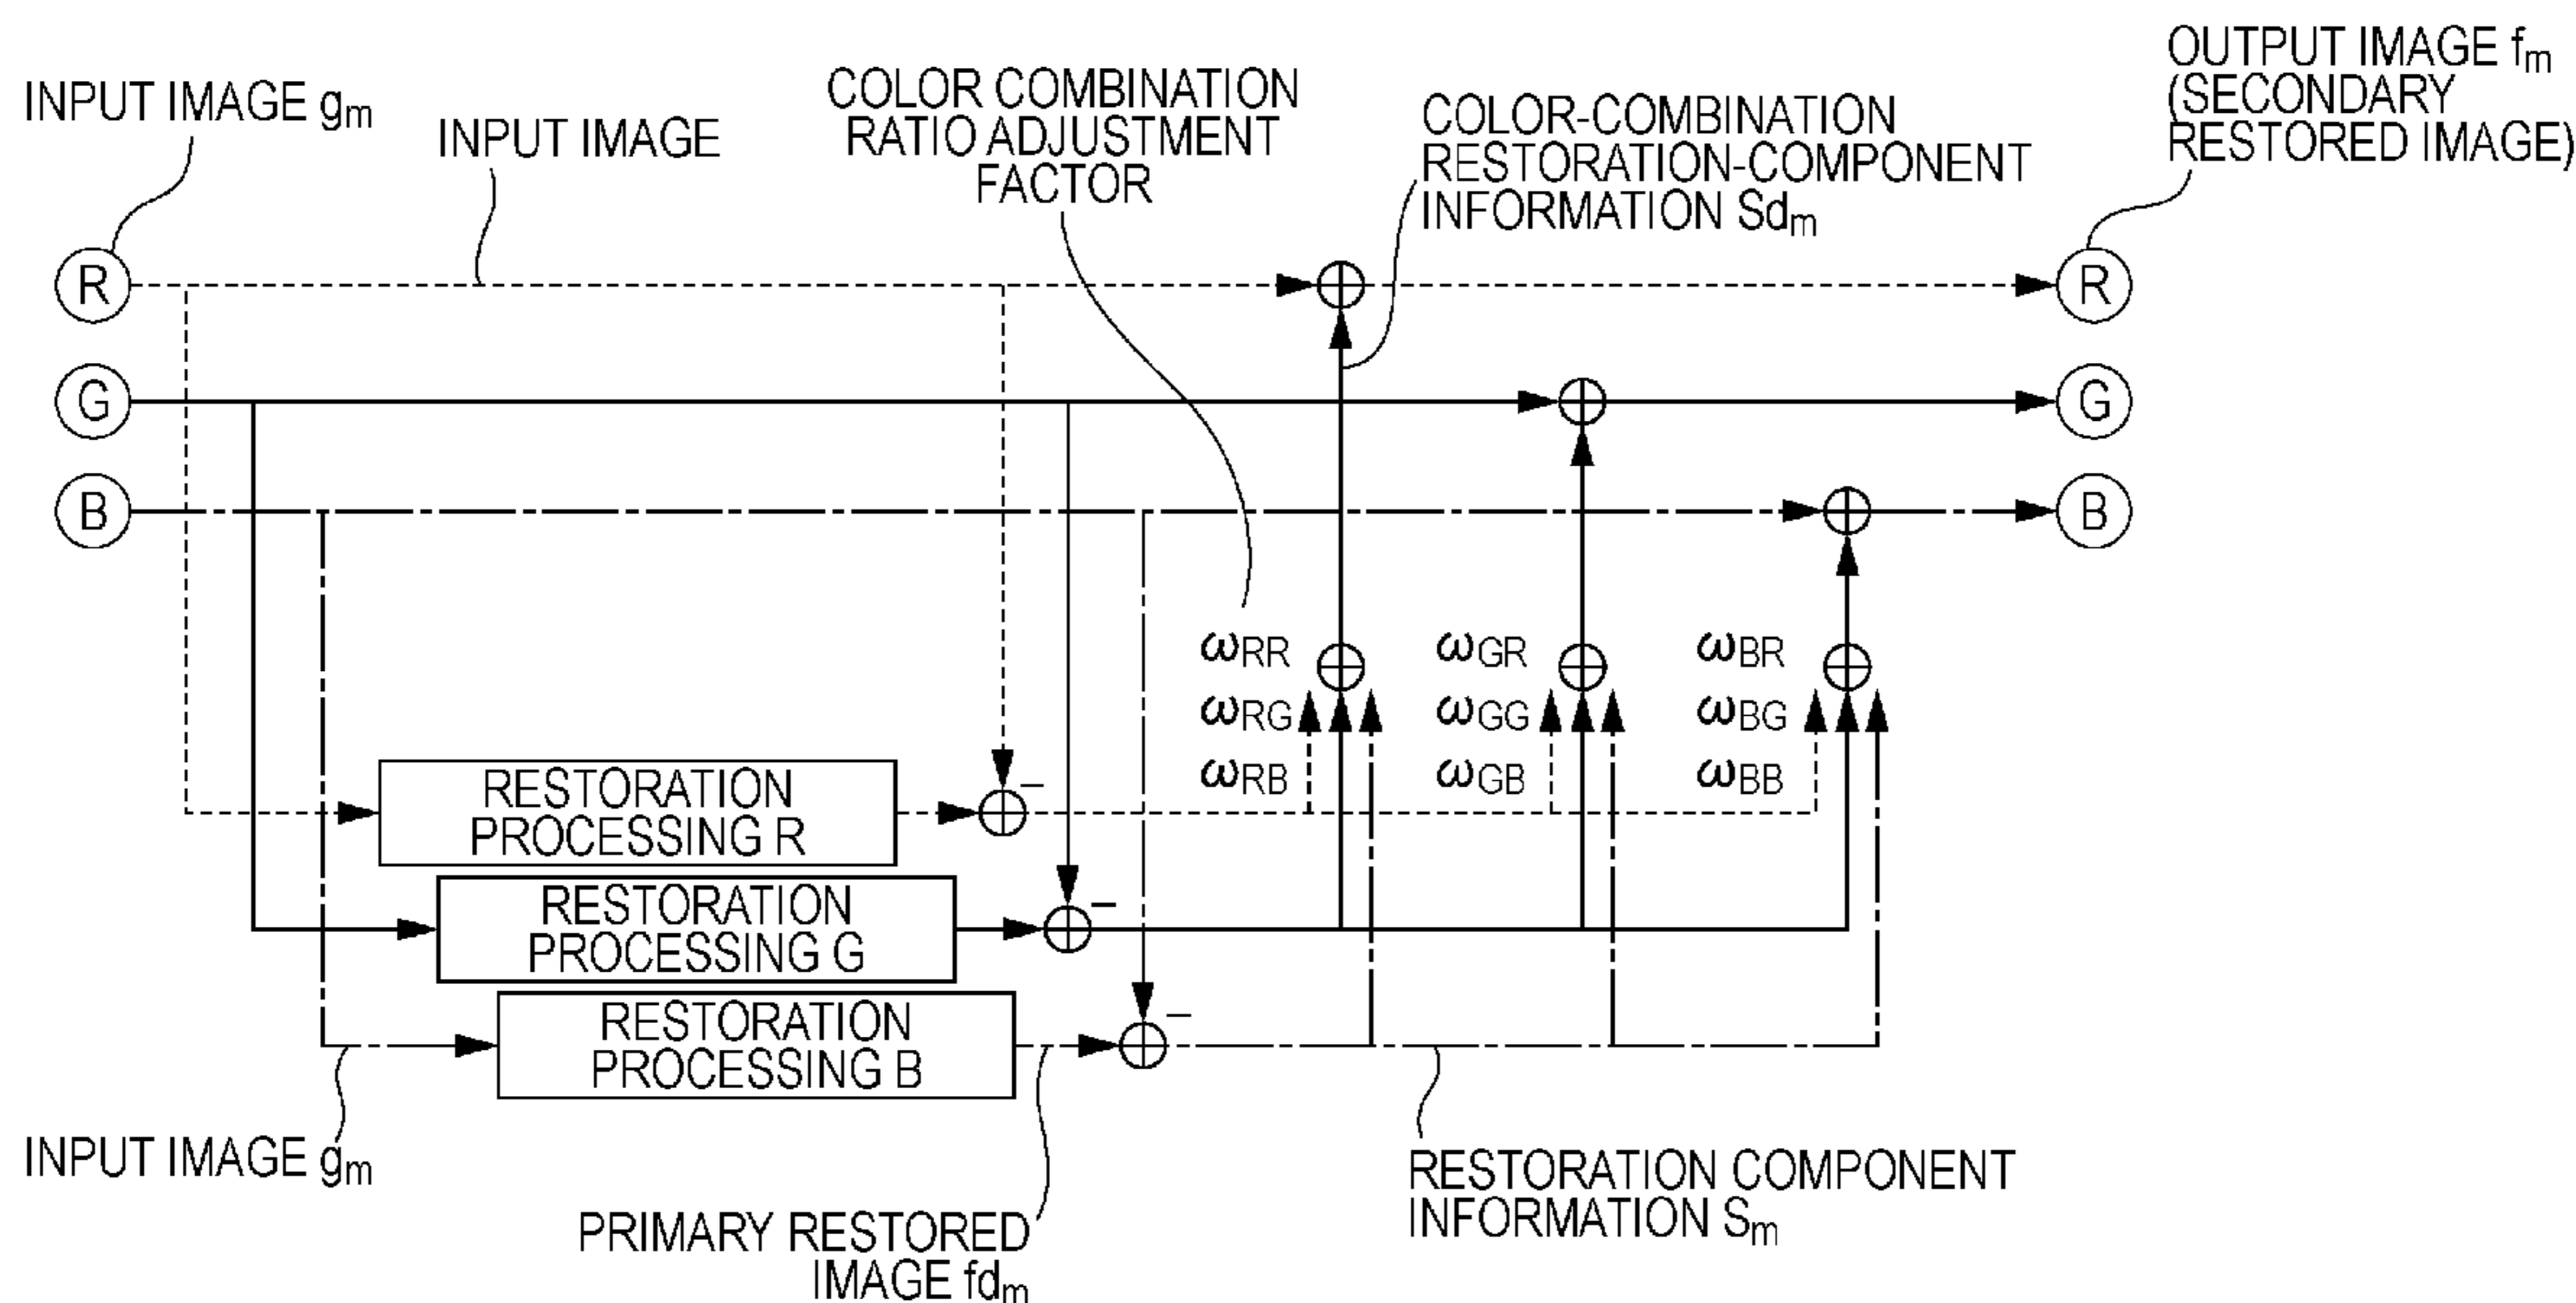 INPUT IMAGE gm
INPUT IMAGE
COLOR COMBINATION
RATIO ADJUSTMENT
FACTOR
COLOR-COMBINATION
RESTORATION-COMPONENT
INFORMATION Sdm
OUTPUT IMAGE fm
(SECONDARY
RESTORED IMAGE)
R
R
G
G
B
B
ωRR
ωRG
ωRB
ωGR
ωGG
ωGB
ωBR
ωBG
ωBB
RESTORATION
PROCESSING R
−
RESTORATION
PROCESSING G
−
RESTORATION
PROCESSING B
−
INPUT IMAGE gm
PRIMARY RESTORED
IMAGE fdm
RESTORATION COMPONENT
INFORMATION Sm